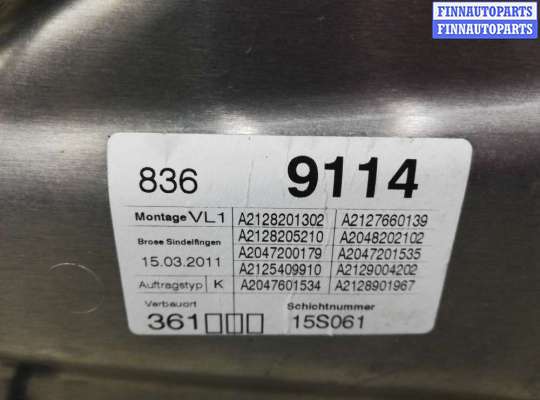 FINNAUTOPARTS
FINNAUTOPARTS
FINNAUTOPARTS
836 9114
Montage VL1 A2128201302 A2127660139
Brose Sindelfingen A2128205210 A2048202102
15.03.2011 A2047200179 A2047201535
A2125409910 A2129004202
Auftragstyp K A2047601534 A2128901967
Verbauort Schichtnummer
361 15S061